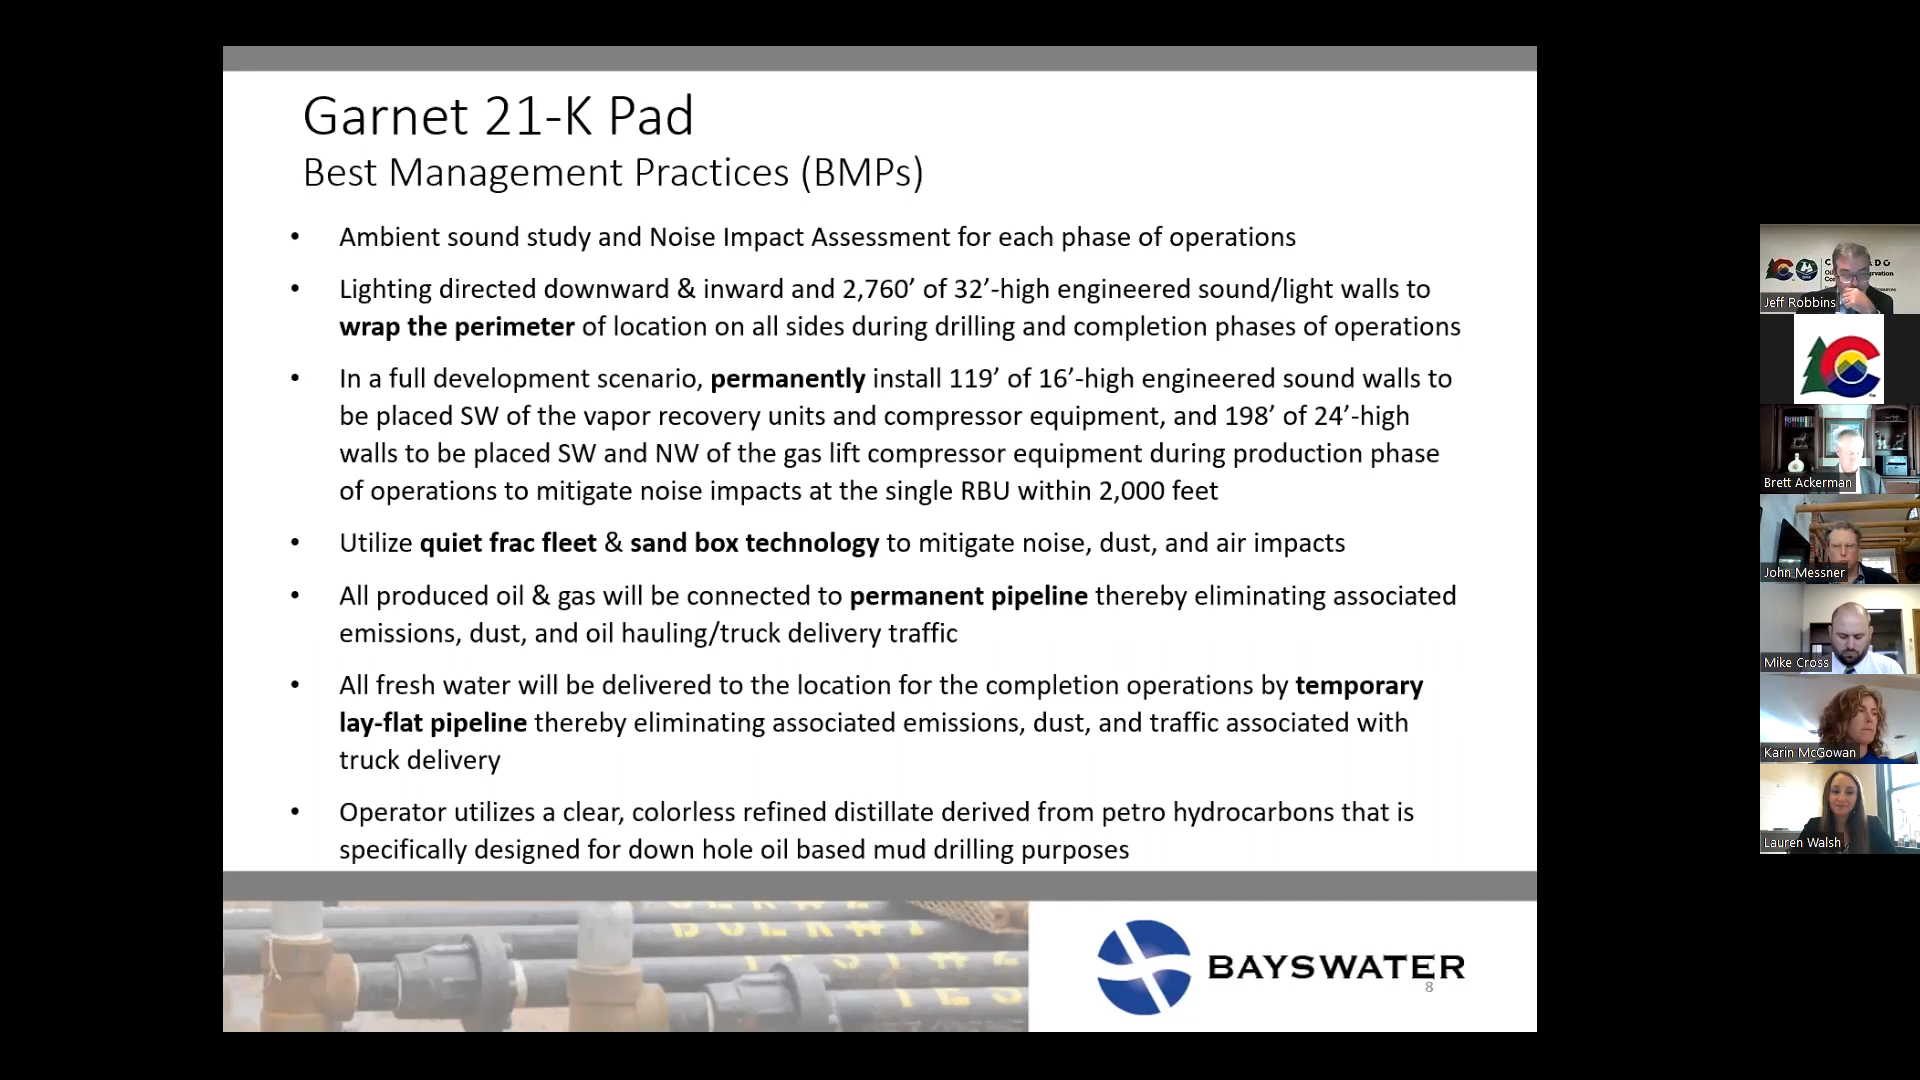 Garnet 21-K Pad
Best Management Practices (BMPs)
• Ambient sound study and Noise Impact Assessment for each phase of operations
• Lighting directed downward & inward and 2,760’ of 32’-high engineered sound/light walls to
wrap the perimeter of location on all sides during drilling and completion phases of operations
• In a full development scenario, permanently install 119’ of 16’-high engineered sound walls to
be placed SW of the vapor recovery units and compressor equipment, and 198’ of 24’-high
walls to be placed SW and NW of the gas lift compressor equipment during production phase
of operations to mitigate noise impacts at the single RBU within 2,000 feet
• Utilize quiet frac fleet & sand box technology to mitigate noise, dust, and air impacts
• All produced oil & gas will be connected to permanent pipeline thereby eliminating associated
emissions, dust, and oil hauling/truck delivery traffic
• All fresh water will be delivered to the location for the completion operations by temporary
lay-flat pipeline thereby eliminating associated emissions, dust, and traffic associated with
truck delivery
• Operator utilizes a clear, colorless refined distillate derived from petro hydrocarbons that is
specifically designed for down hole oil based mud drilling purposes
BAYSWATER
8
Jeff Robbins
Brett Ackerman
John Messner
Mike Cross
Karin McGowan
Lauren Walsh